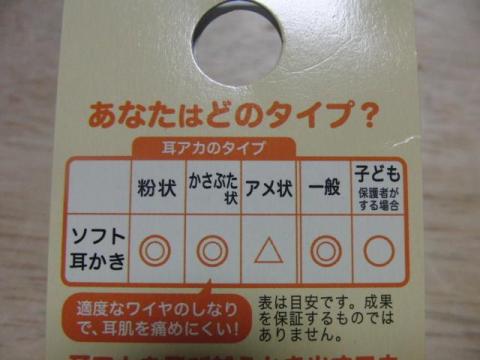 あなたはどのタイプ？
耳アカのタイプ
粉状 かさぶた状 アメ状 一般 子ども 保護者がする場合
ソフト耳かき ◎ ◎ △ ◎ ○
適度なワイヤのしなり
で、耳肌を痛めにくい!
表は目安です。成果
を保証するものでは
ありません。